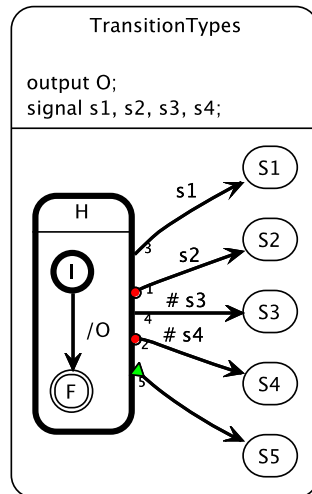 TransitionTypes
output O;
signal s1, s2, s3, s4;
H
I
/O
F
s1
3
S1
s2
1
S2
# s3
4
S3
# s4
2
S4
5
S5